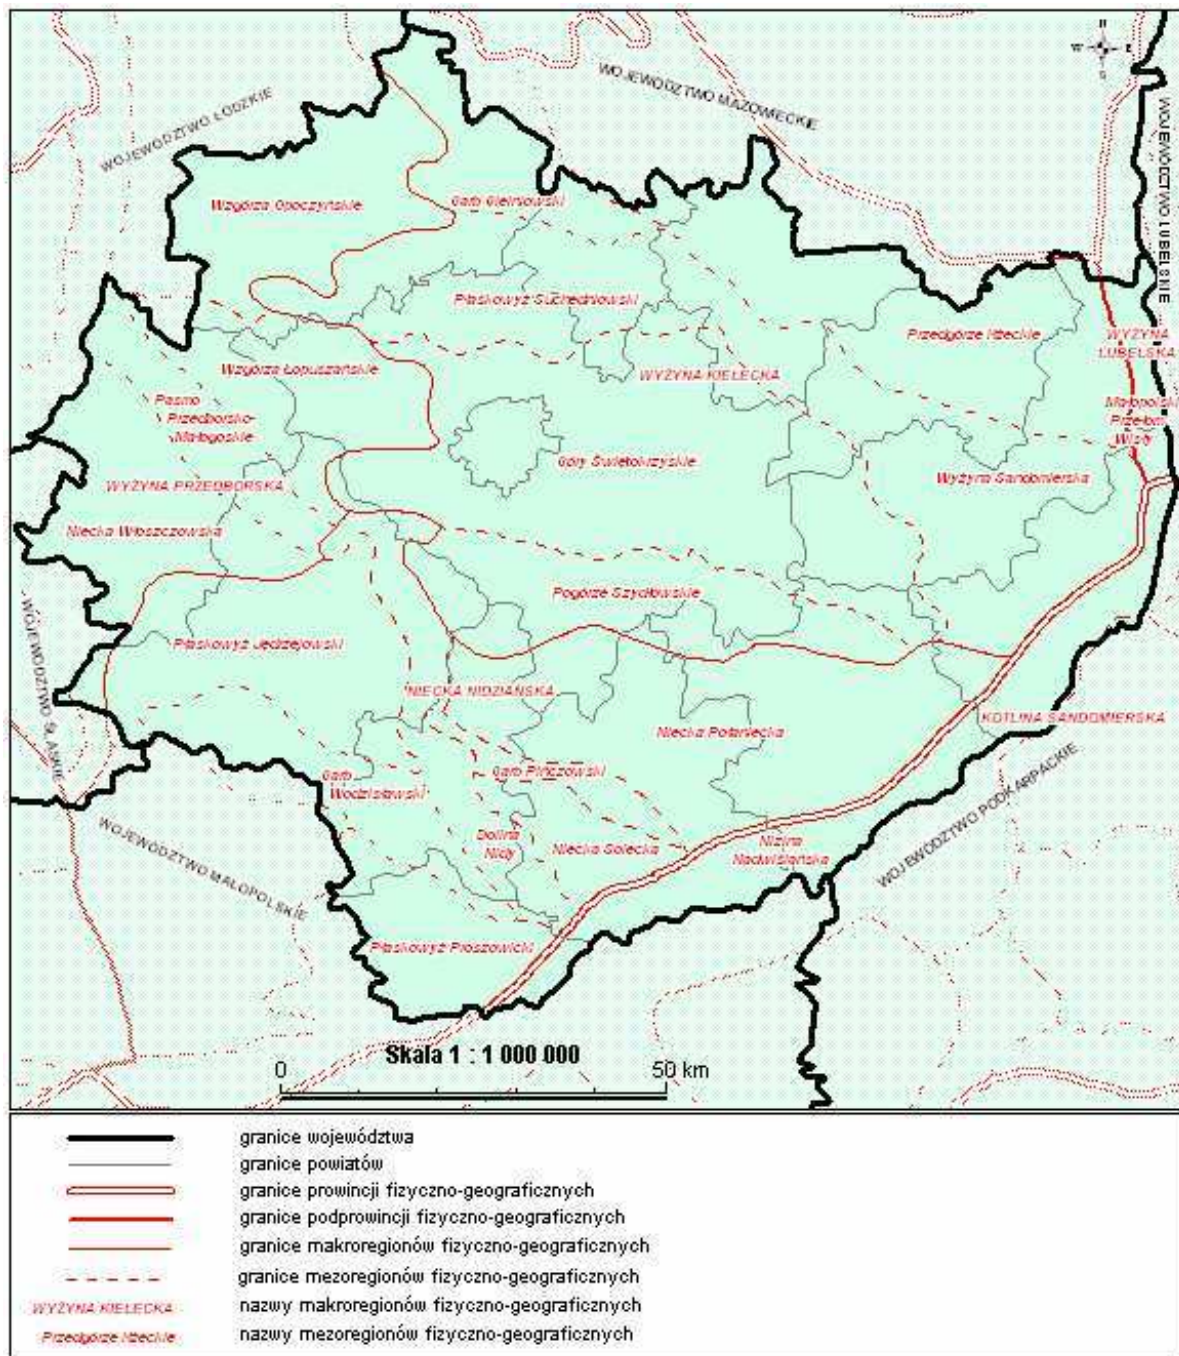 N
W E
S
WOJEWÓDZTWO ŁÓDZKIE
WOJEWÓDZTWO MAZOWIECKIE
WOJEWÓDZTWO LUBELSKIE
Wzgórza Opoczyńskie
Garb Gielniowski
Płaskowyż Suchedniowski
Przedgórze Iłżeckie
WYŻYNA
LUBELSKA
Wzgórza Łopuszańskie
WYŻYNA KIELECKA
Pasmo
Przedborsko-
Małogoskie
Małopolski
Przełom
Wisły
Góry Świętokrzyskie
Wyżyna Sandomierska
WYŻYNA PRZEDBORSKA
Niecka Włoszczowska
Pogórze Szydłowskie
WOJEWÓDZTWO ŚLĄSKIE
Płaskowyż Jędrzejowski
NIECKA NIDZIAŃSKA
Niecka Połaniecka
KOTLINA SANDOMIERSKA
Garb
Wodzisławski
Garb Pińczowski
Dolina
Nidy
Niecka Solecka
Nizina
Nadwiślańska
WOJEWÓDZTWO PODKARPACKIE
WOJEWÓDZTWO MAŁOPOLSKIE
Płaskowyż Proszowicki
Skala 1 : 1 000 000
0 50 km
granice województwa
granice powiatów
granice prowincji fizyczno-geograficznych
granice podprowincji fizyczno-geograficznych
granice makroregionów fizyczno-geograficznych
granice mezoregionów fizyczno-geograficznych
WYŻYNA KIELECKA nazwy makroregionów fizyczno-geograficznych
Przedgórze Iłżeckie nazwy mezoregionów fizyczno-geograficznych